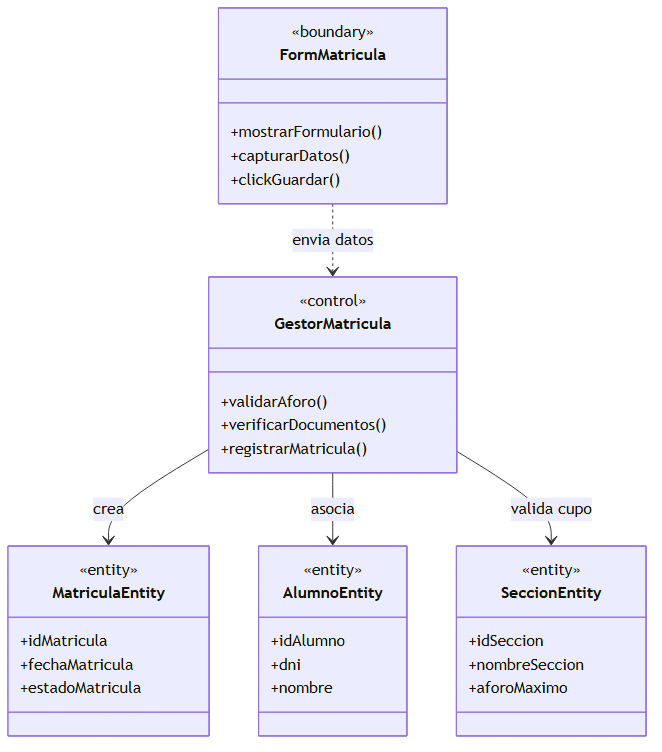 «boundary»
FormMatricula
+mostrarFormulario()
+capturarDatos()
+clickGuardar()
envia datos
«control»
GestorMatricula
+validarAforo()
+verificarDocumentos()
+registrarMatricula()
crea
asocia
valida cupo
«entity»
MatriculaEntity
+idMatricula
+fechaMatricula
+estadoMatricula
«entity»
AlumnoEntity
+idAlumno
+dni
+nombre
«entity»
SeccionEntity
+idSeccion
+nombreSeccion
+aforoMaximo